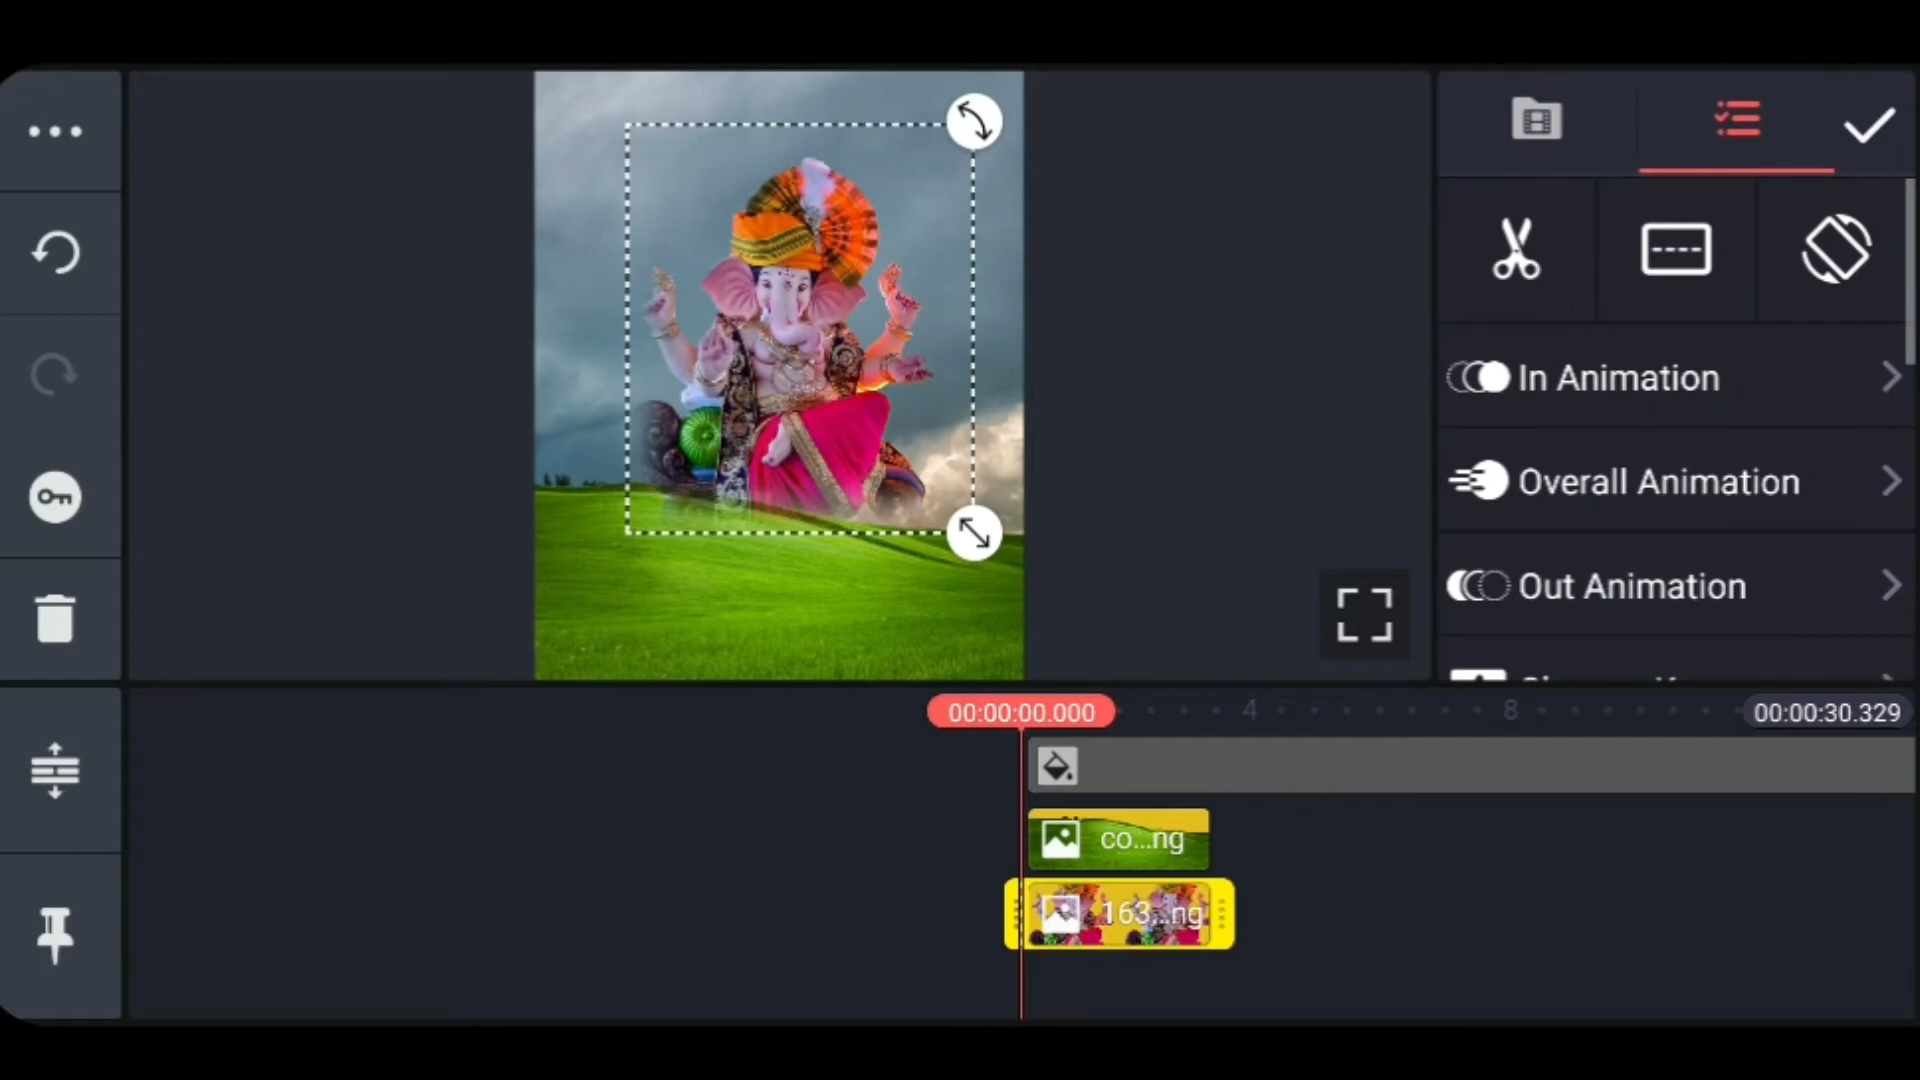 In Animation
Overall Animation
Out Animation
00:00:00.000
4
8
00:00:30.329
co...ng
163...ng